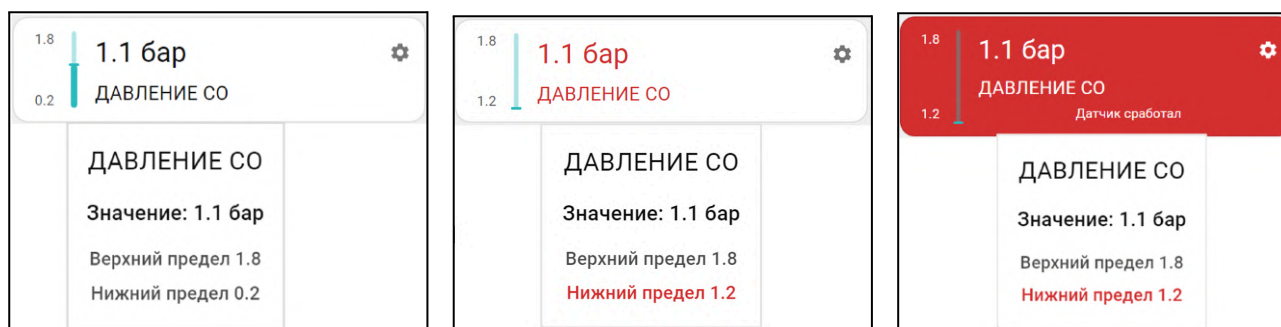 1.8
1.1 бар
0.2
ДАВЛЕНИЕ СО
ДАВЛЕНИЕ СО
Значение: 1.1 бар
Верхний предел 1.8
Нижний предел 0.2
1.8
1.1 бар
1.2
ДАВЛЕНИЕ СО
ДАВЛЕНИЕ СО
Значение: 1.1 бар
Верхний предел 1.8
Нижний предел 1.2
1.8
1.1 бар
ДАВЛЕНИЕ СО
1.2
Датчик сработал
ДАВЛЕНИЕ СО
Значение: 1.1 бар
Верхний предел 1.8
Нижний предел 1.2